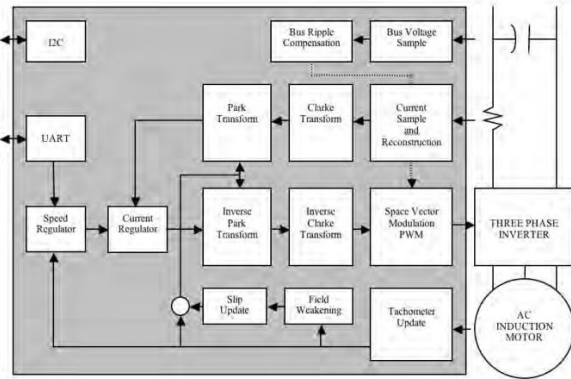 I2C
Bus Ripple
Compensation
Bus Voltage
Sample
UART
Park
Transform
Clarke
Transform
Current
Sample
and
Reconstruction
Speed
Regulator
Current
Regulator
Inverse
Park
Transform
Inverse
Clarke
Transform
Space Vector
Modulation
PWM
THREE PHASE
INVERTER
Slip
Update
Field
Weakening
Tachometer
Update
AC
INDUCTION
MOTOR